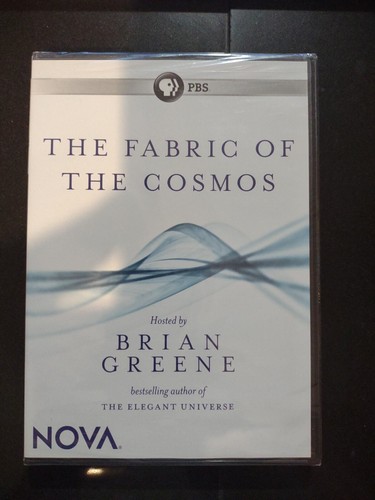 PBS
THE FABRIC OF
THE COSMOS
Hosted by
BRIAN
GREENE
bestselling author of
THE ELEGANT UNIVERSE
NOVA®